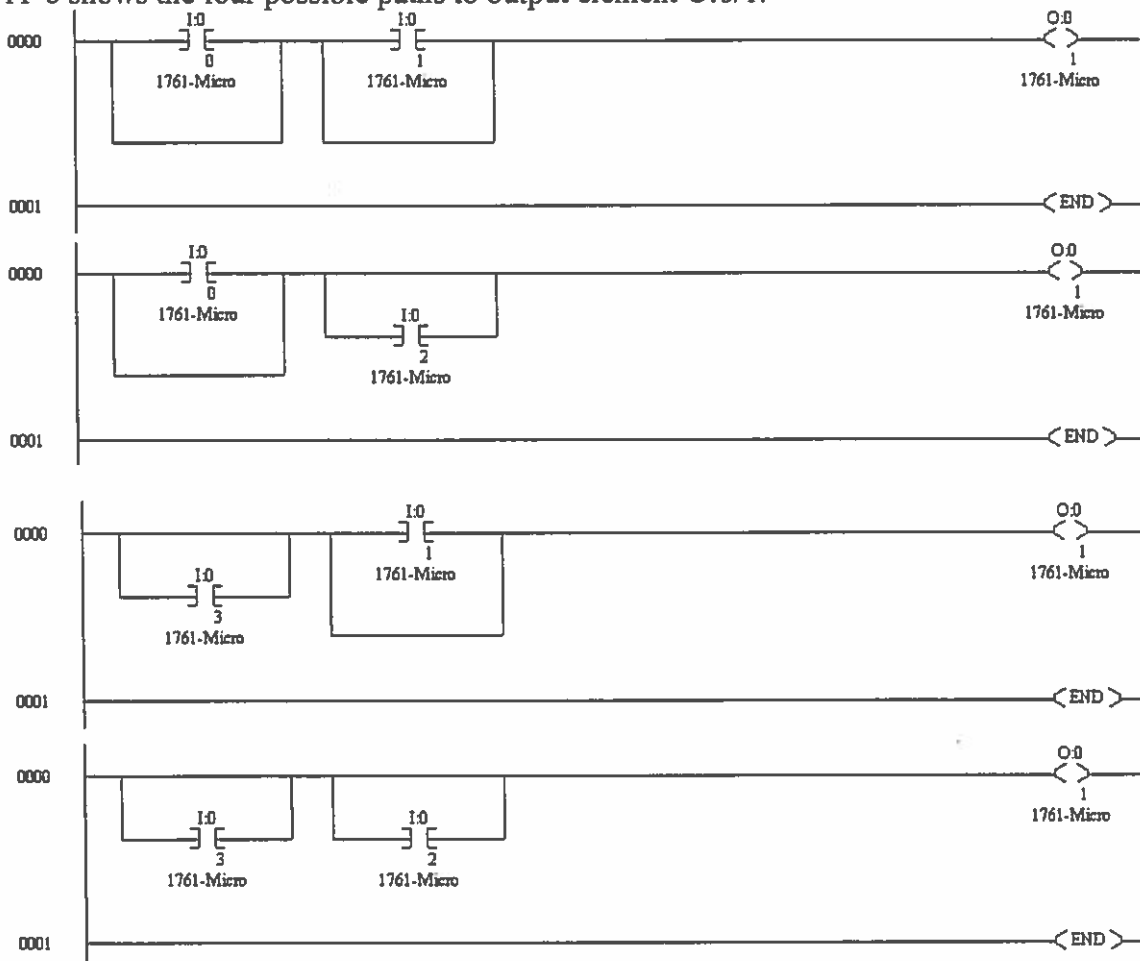 shows the four possible paths to output element O:0/1.
I:0 I:0 O:0
0000
0 1 1
1761-Micro 1761-Micro 1761-Micro
0001 END
I:0 O:0
0000
0 1
1761-Micro 1761-Micro
I:0
2
1761-Micro
0001 END
I:0 O:0
0000
1 1
1761-Micro 1761-Micro
I:0
3
1761-Micro
0001 END
O:0
0000
1
1761-Micro
I:0 I:0
3 2
1761-Micro 1761-Micro
0001 END